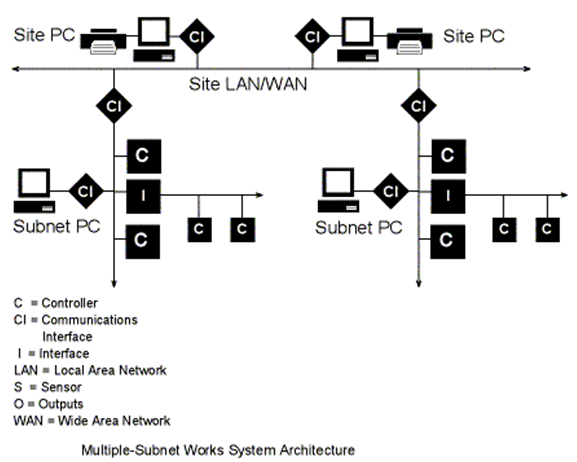 Site PC
CI
CI
Site PC
Site LAN/WAN
CI
CI
C
C
CI
I
CI
I
Subnet PC
C
C
C
Subnet PC
C
C
C
C = Controller
CI = Communications
Interface
I = Interface
LAN = Local Area Network
S = Sensor
O = Outputs
WAN = Wide Area Network
Multiple-Subnet Works System Architecture